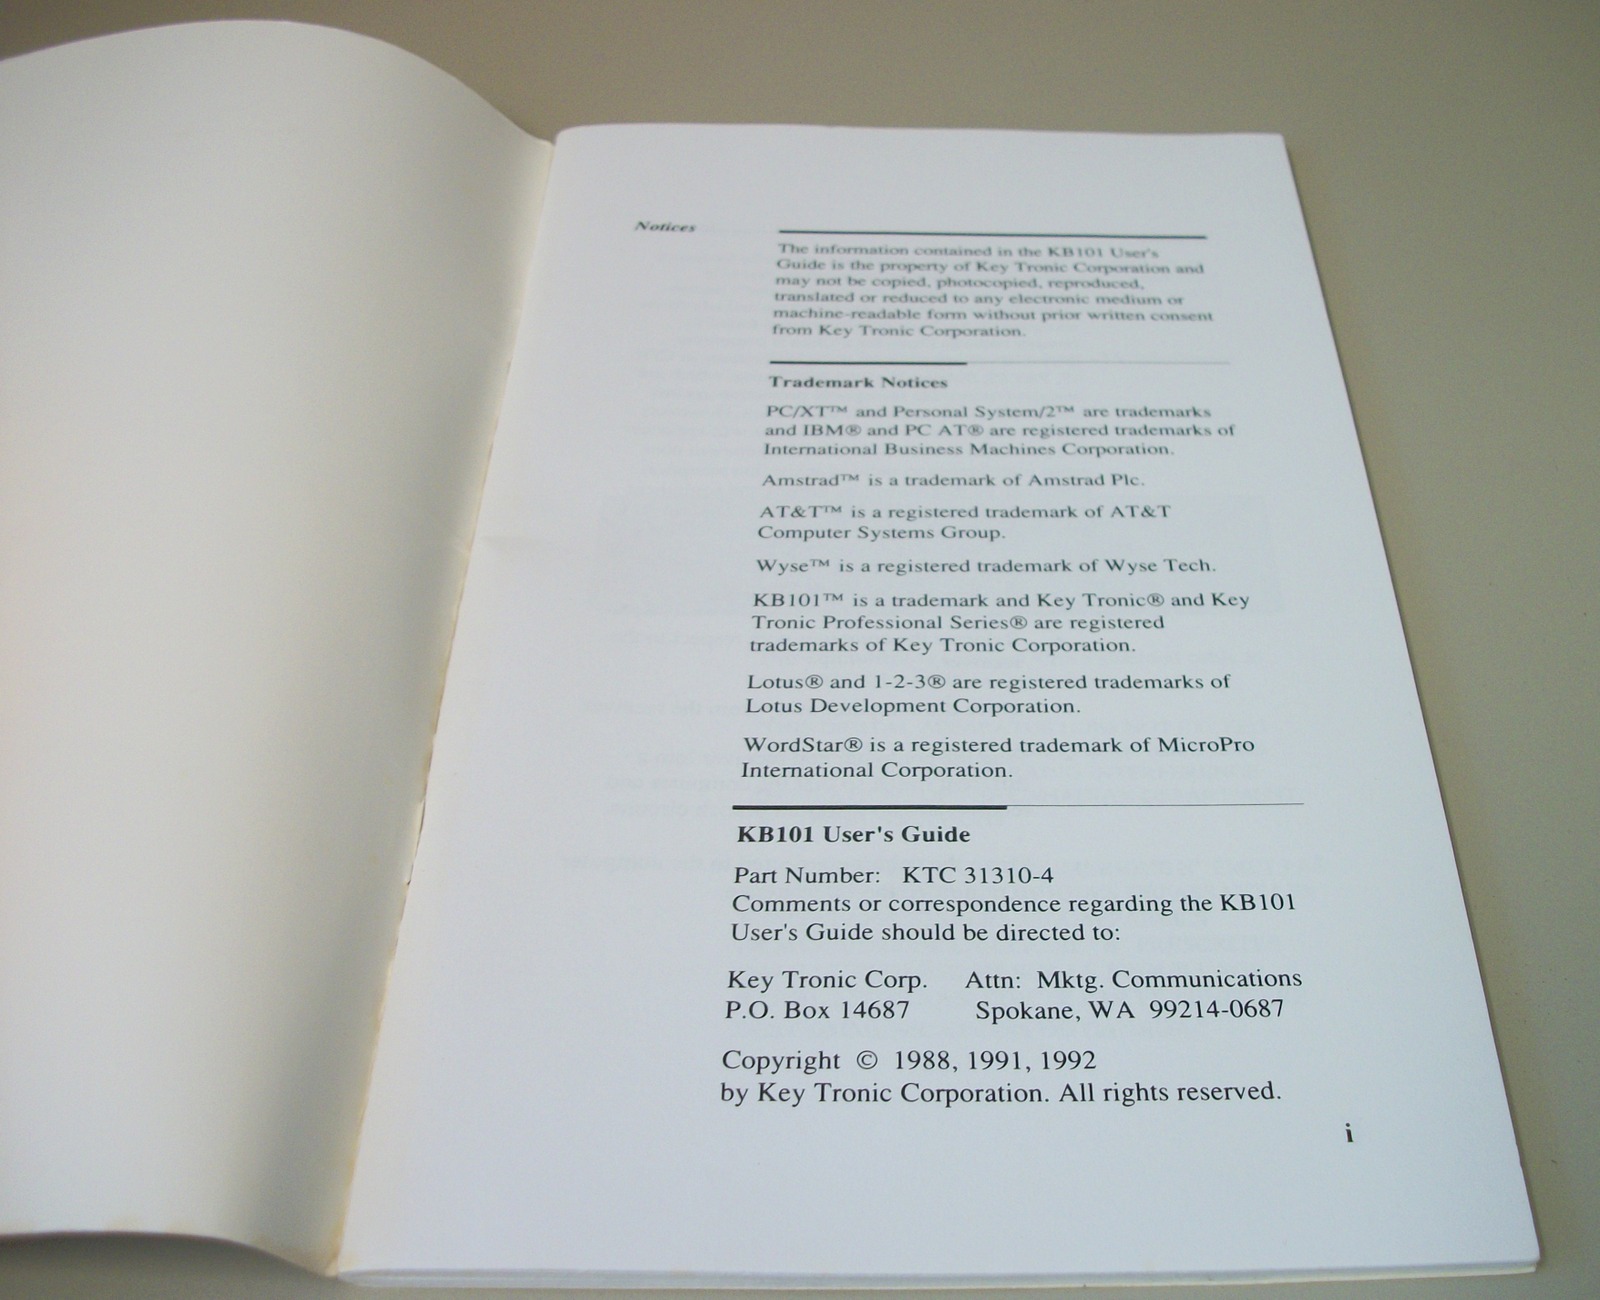 Notices
The information contained in the KB101 User's
Guide is the property of Key Tronic Corporation and
may not be copied, photocopied, reproduced,
translated or reduced to any electronic medium or
machine-readable form without prior written consent
from Key Tronic Corporation.
Trademark Notices
PC/XT™ and Personal System/2™ are trademarks
and IBM® and PC AT® are registered trademarks of
International Business Machines Corporation.
Amstrad™ is a trademark of Amstrad Plc.
AT&T™ is a registered trademark of AT&T
Computer Systems Group.
Wyse™ is a registered trademark of Wyse Tech.
KB101™ is a trademark and Key Tronic® and Key
Tronic Professional Series® are registered
trademarks of Key Tronic Corporation.
Lotus® and 1-2-3® are registered trademarks of
Lotus Development Corporation.
WordStar® is a registered trademark of MicroPro
International Corporation.
KB101 User's Guide
Part Number: KTC 31310-4
Comments or correspondence regarding the KB101
User's Guide should be directed to:
Key Tronic Corp. Attn: Mktg. Communications
P.O. Box 14687 Spokane, WA 99214-0687
Copyright © 1988, 1991, 1992
by Key Tronic Corporation. All rights reserved.
i